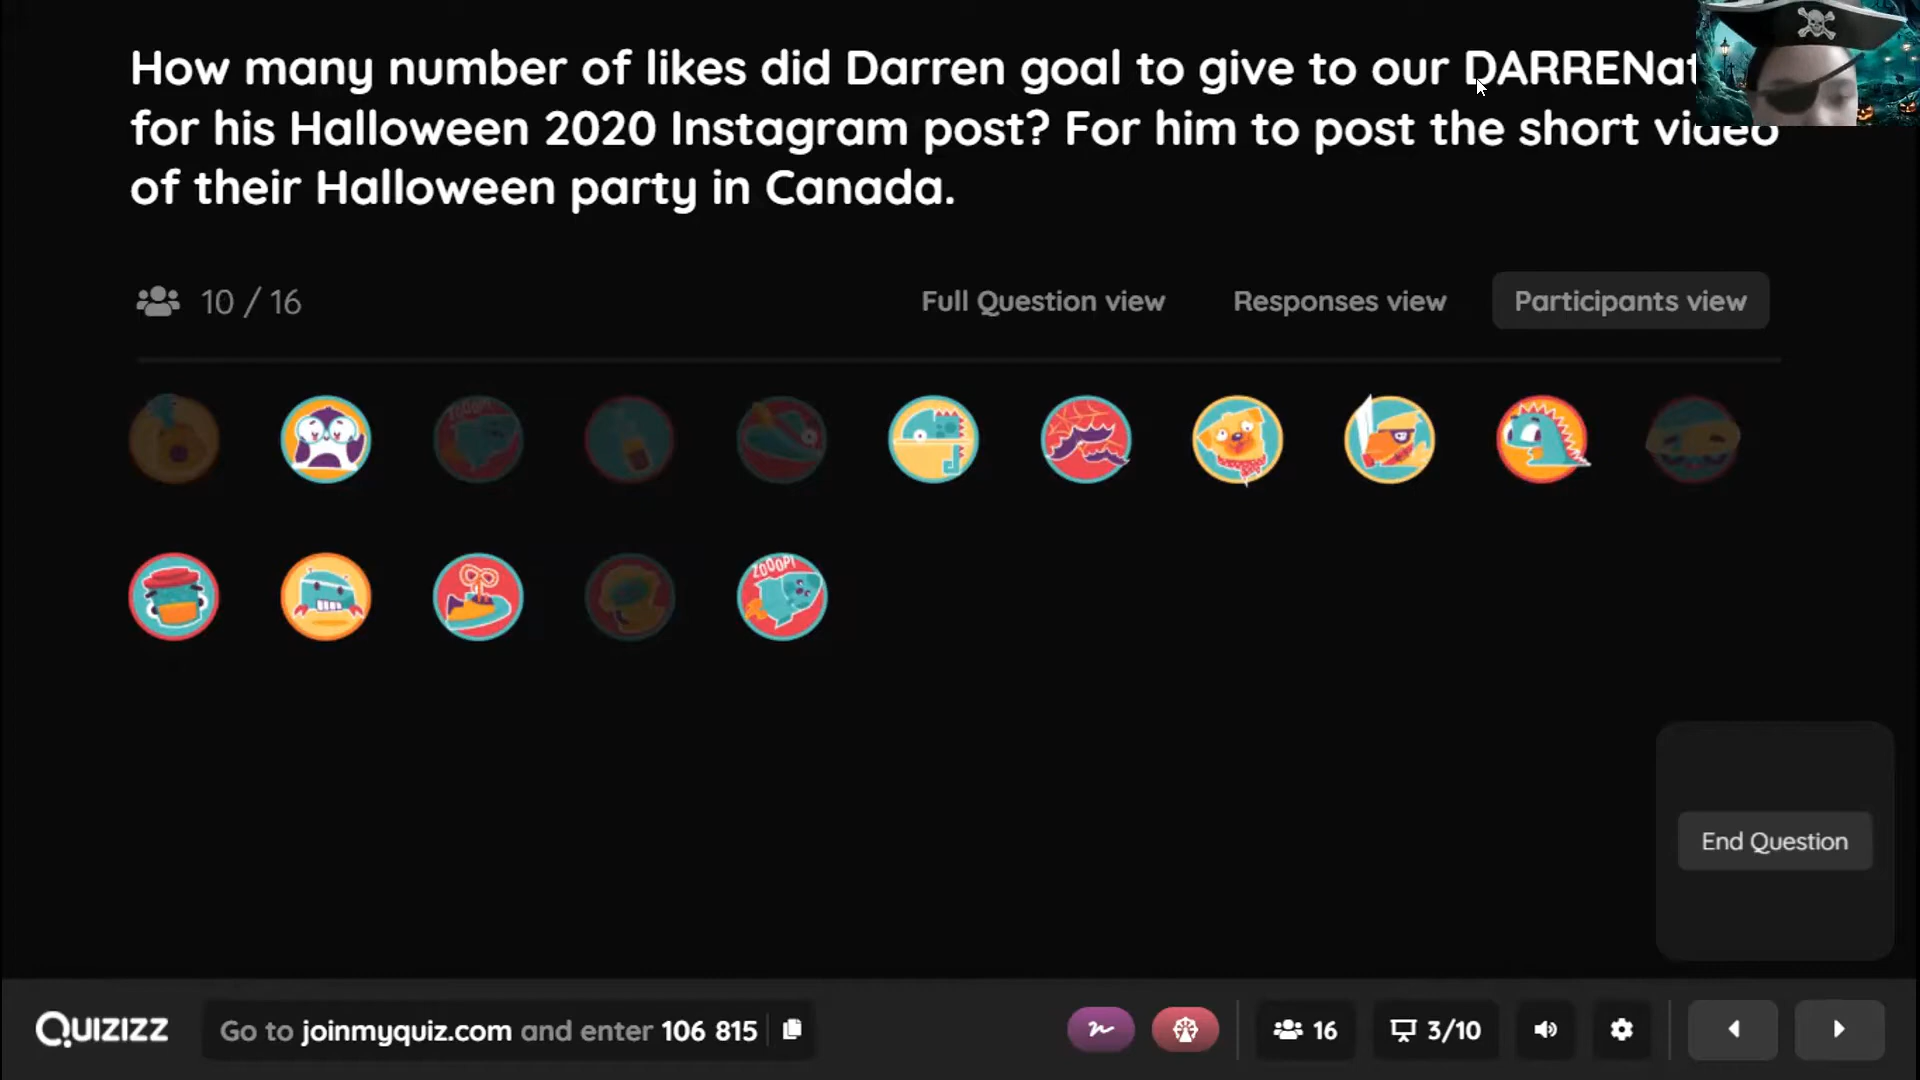 How many number of likes did Darren goal to give to our DARRENat
for his Halloween 2020 Instagram post? For him to post the short video
of their Halloween party in Canada.
10 / 16
Full Question view
Responses view
Participants view
ZOOOP!
ZOOOP!
End Question
QUIZIZZ
Go to joinmyquiz.com and enter 106 815
16
3/10